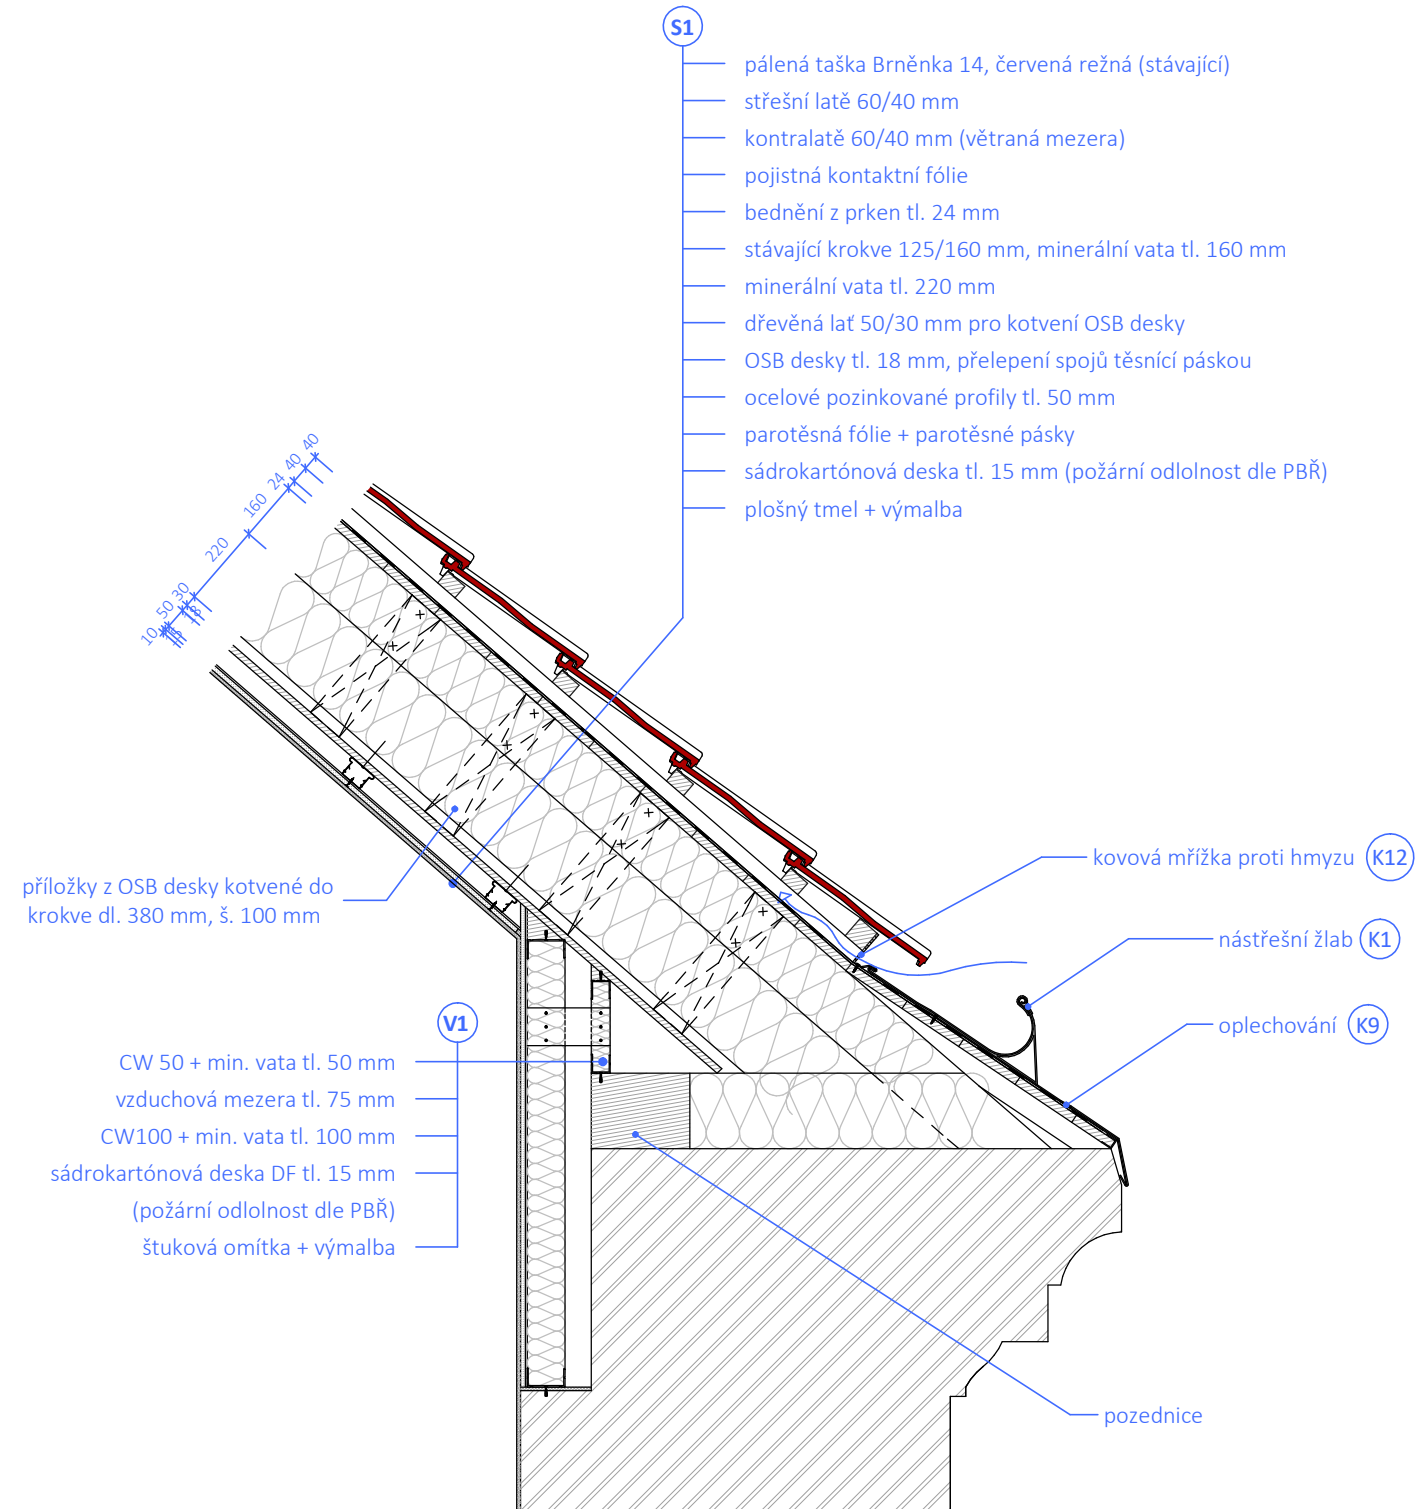 S1
pálená taška Brněnka 14, červená režná (stávající)
střešní latě 60/40 mm
kontralatě 60/40 mm (větraná mezera)
pojistná kontaktní fólie
bednění z prken tl. 24 mm
stávající krokve 125/160 mm, minerální vata tl. 160 mm
minerální vata tl. 220 mm
dřevěná lať 50/30 mm pro kotvení OSB desky
OSB desky tl. 18 mm, přelepení spojů těsnící páskou
ocelové pozinkované profily tl. 50 mm
parotěsná fólie + parotěsné pásky
sádrokartónová deska tl. 15 mm (požární odlolnost dle PBŘ)
plošný tmel + výmalba
40
40
24
160
220
30
18
50
10
příložky z OSB desky kotvené do
krokve dl. 380 mm, š. 100 mm
kovová mřížka proti hmyzu K12
nástřešní žlab K1
oplechování K9
V1
CW 50 + min. vata tl. 50 mm
vzduchová mezera tl. 75 mm
CW100 + min. vata tl. 100 mm
sádrokartónová deska DF tl. 15 mm
(požární odlolnost dle PBŘ)
štuková omítka + výmalba
pozednice